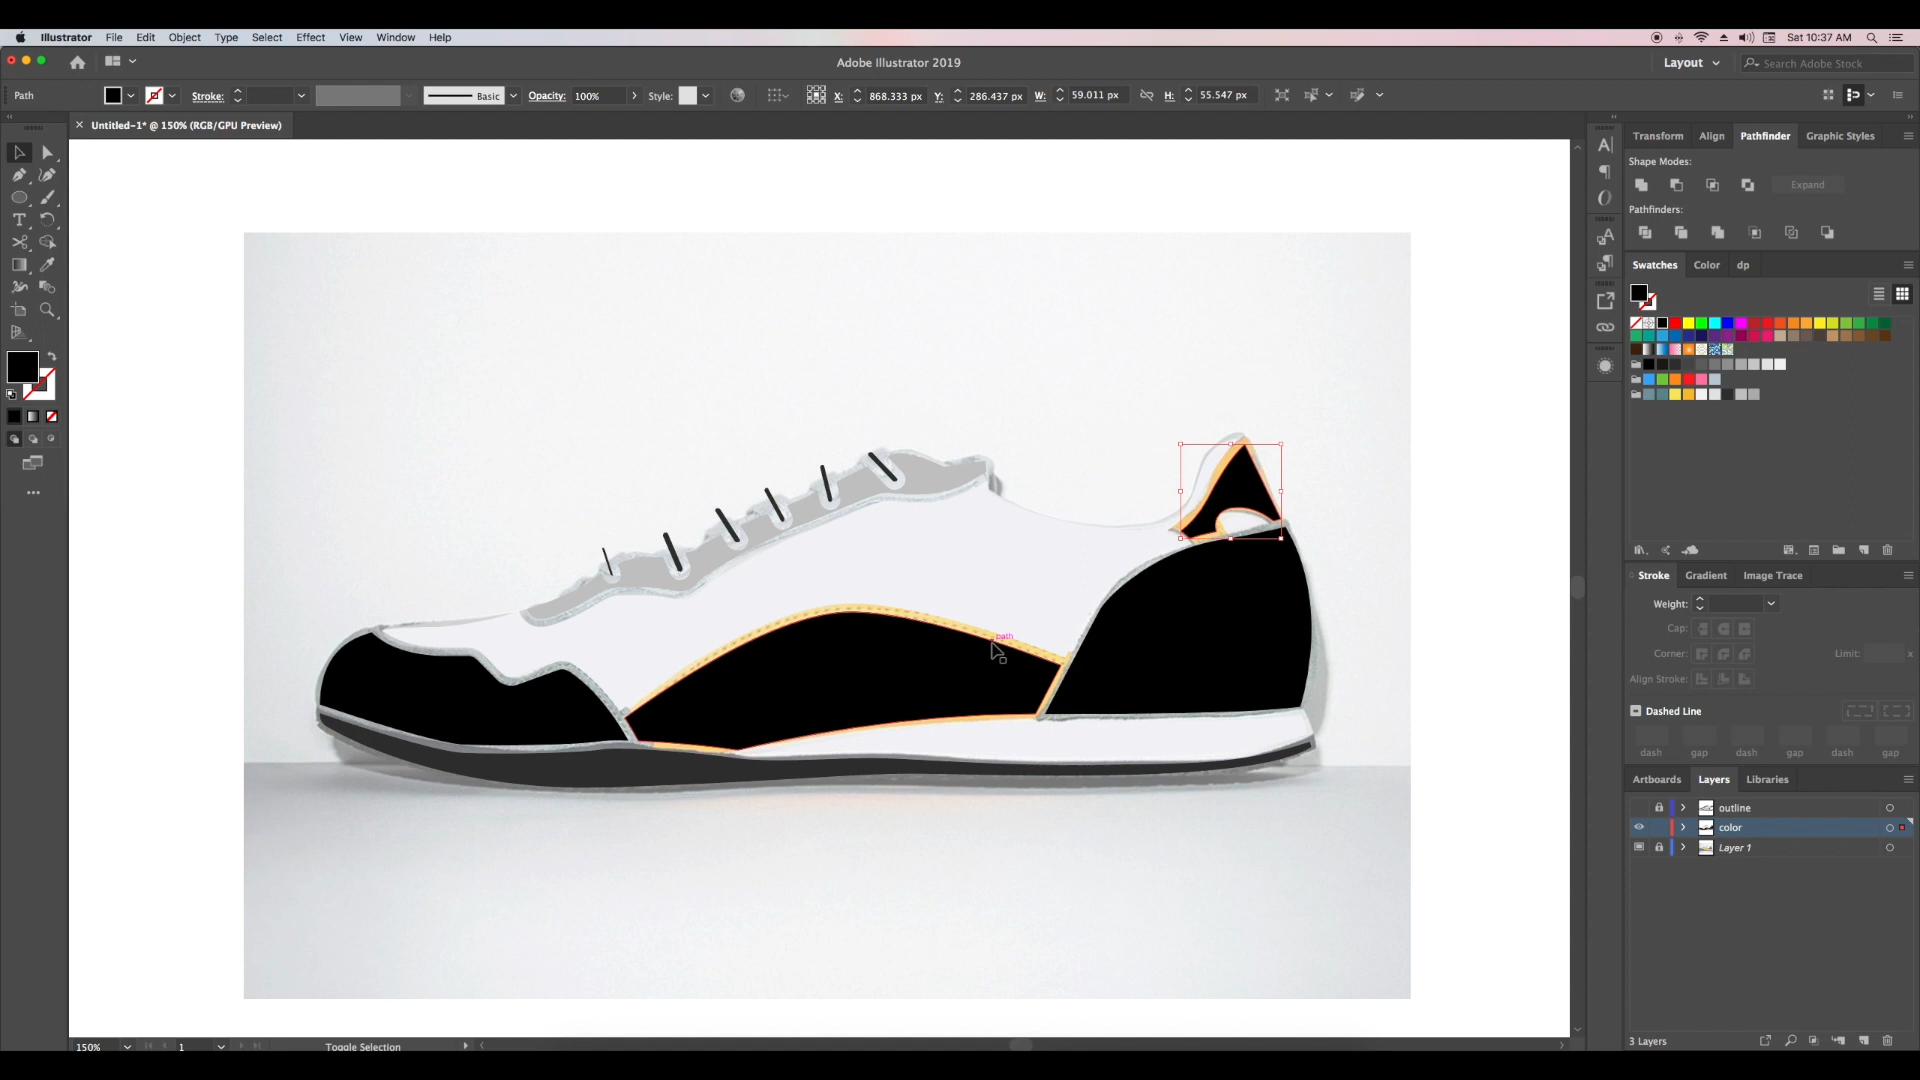 Illustrator File Edit Object Type Select Effect View Window Help
Sat 10:37 AM
Adobe Illustrator 2019
Layout
Search Adobe Stock
Path
Stroke:
Basic
Opacity: 100%
Style:
X: 868.333 px
Y: 286.437 px
W: 59.011 px
H: 55.547 px
× Untitled-1* @ 150% (RGB/GPU Preview)
path
Transform Align Pathfinder Graphic Styles
Shape Modes:
Expand
Pathfinders:
Swatches Color dp
Stroke Gradient Image Trace
Weight:
Cap:
Corner:
Limit: x
Align Stroke:
Dashed Line
dash gap dash gap dash gap
Artboards Layers Libraries
outline
color
Layer 1
3 Layers
150%
1
Toggle Selection